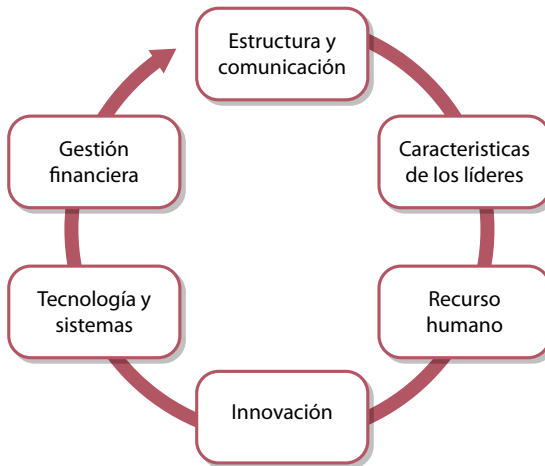 Estructura y
comunicación
Caracteristicas
de los líderes
Recurso
humano
Innovación
Tecnología y
sistemas
Gestión
financiera